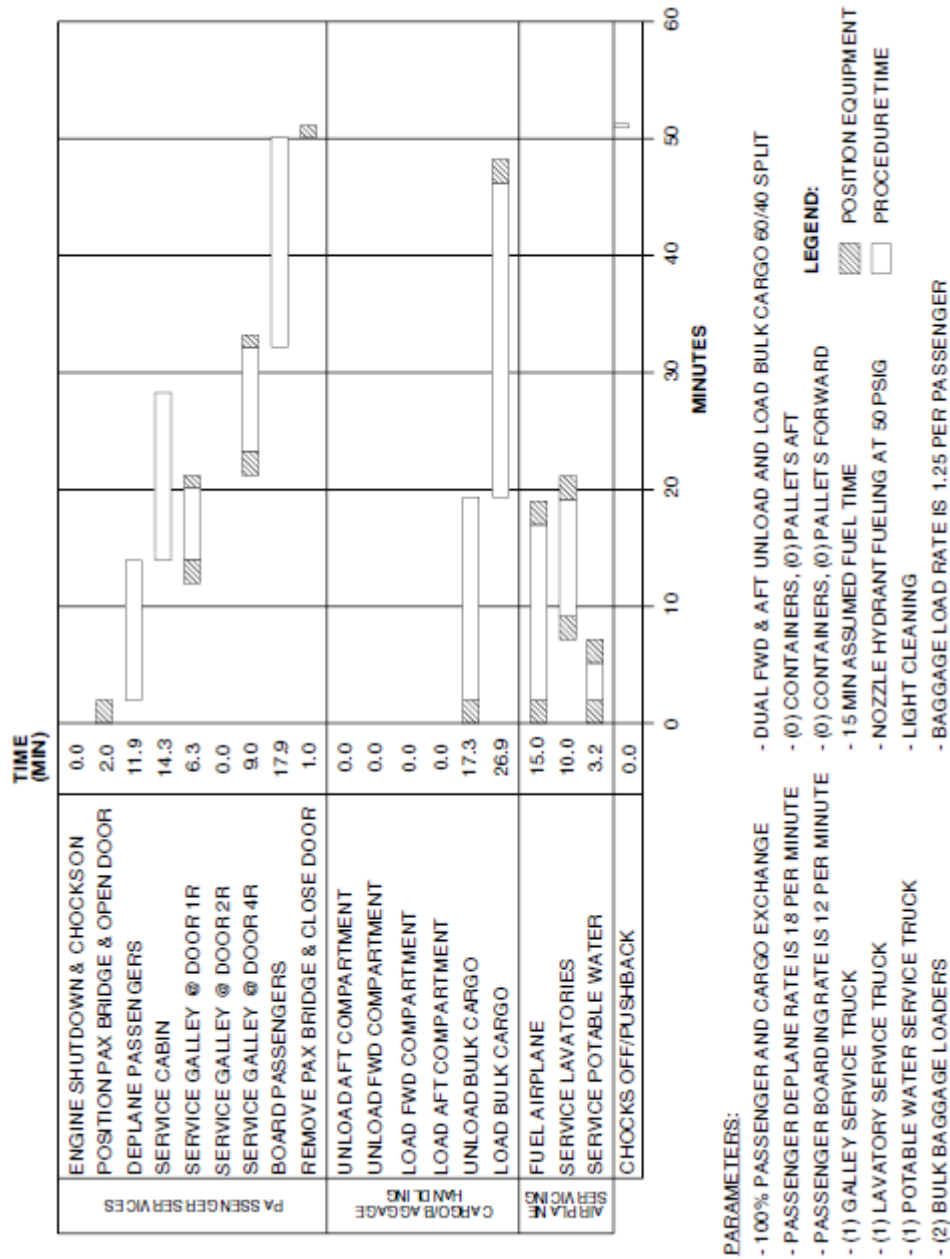 TIME
(MIN)
PASSENGER SERVICES
ENGINE SHUTDOWN & CHOCKS ON 0.0
POSITION PAX BRIDGE & OPEN DOOR 2.0
DEPLANE PASSENGERS 11.9
SERVICE CABIN 14.3
SERVICE GALLEY @ DOOR 1R 6.3
SERVICE GALLEY @ DOOR 2R 0.0
SERVICE GALLEY @ DOOR 4R 9.0
BOARD PASSENGERS 17.9
REMOVE PAX BRIDGE & CLOSE DOOR 1.0
CARGO/BAGGAGE
HANDLING
UNLOAD AFT COMPARTMENT 0.0
UNLOAD FWD COMPARTMENT 0.0
LOAD FWD COMPARTMENT 0.0
LOAD AFT COMPARTMENT 0.0
UNLOAD BULK CARGO 17.3
LOAD BULK CARGO 26.9
AIRPLANE
SERVICING
FUEL AIRPLANE 15.0
SERVICE LAVATORIES 10.0
SERVICE POTABLE WATER 3.2
CHOCKS OFF/PUSHBACK 0.0
0 10 20 30 40 50 60
MINUTES
PARAMETERS:
- 100% PASSENGER AND CARGO EXCHANGE
- PASSENGER DEPLANE RATE IS 18 PER MINUTE
- PASSENGER BOARDING RATE IS 12 PER MINUTE
- (1) GALLEY SERVICE TRUCK
- (1) LAVATORY SERVICE TRUCK
- (1) POTABLE WATER SERVICE TRUCK
- (2) BULK BAGGAGE LOADERS
- DUAL FWD & AFT UNLOAD AND LOAD BULK CARGO 60/40 SPLIT
- (0) CONTAINERS, (0) PALLETS AFT
- (0) CONTAINERS, (0) PALLETS FORWARD
- 15 MIN ASSUMED FUEL TIME
- NOZZLE HYDRANT FUELING AT 50 PSIG
- LIGHT CLEANING
- BAGGAGE LOAD RATE IS 1.25 PER PASSENGER
LEGEND:
POSITION EQUIPMENT
PROCEDURE TIME